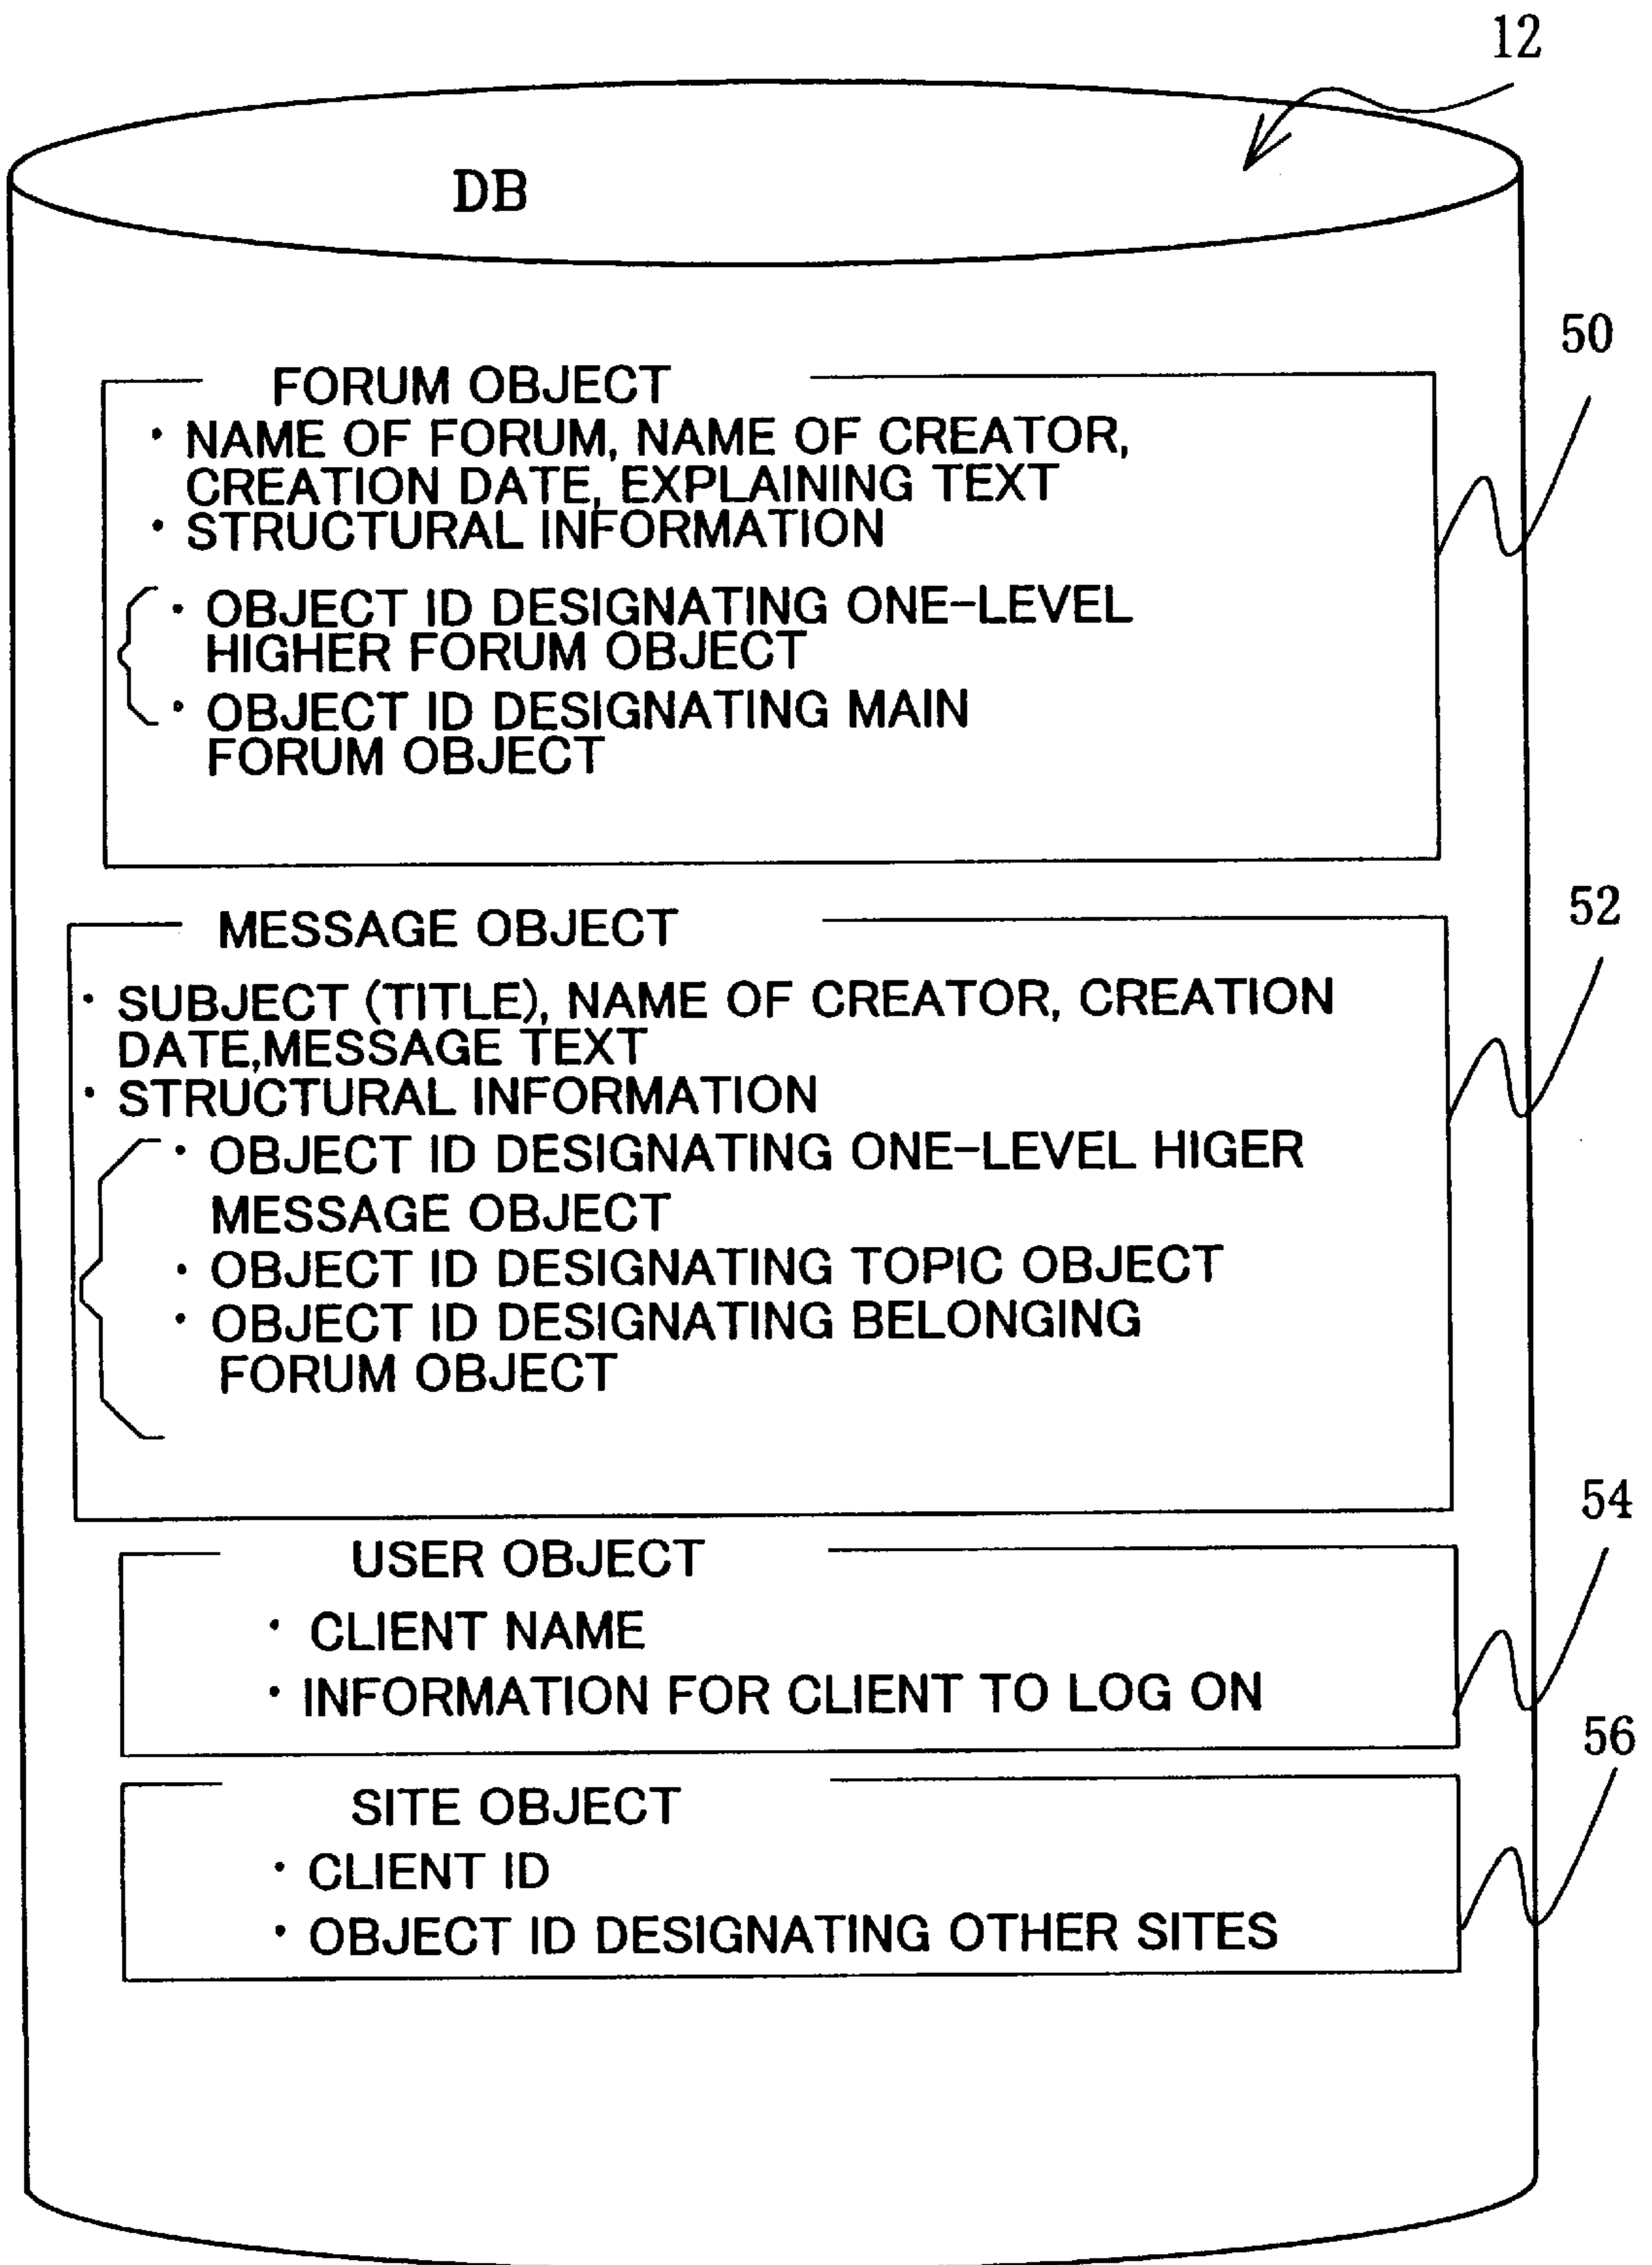 12
DB
50
FORUM OBJECT
・NAME OF FORUM, NAME OF CREATOR,
CREATION DATE, EXPLAINING TEXT
・STRUCTURAL INFORMATION
・OBJECT ID DESIGNATING ONE-LEVEL
HIGHER FORUM OBJECT
・OBJECT ID DESIGNATING MAIN
FORUM OBJECT
52
MESSAGE OBJECT
・SUBJECT (TITLE), NAME OF CREATOR, CREATION
DATE,MESSAGE TEXT
・STRUCTURAL INFORMATION
・OBJECT ID DESIGNATING ONE-LEVEL HIGER
MESSAGE OBJECT
・OBJECT ID DESIGNATING TOPIC OBJECT
・OBJECT ID DESIGNATING BELONGING
FORUM OBJECT
54
USER OBJECT
・CLIENT NAME
・INFORMATION FOR CLIENT TO LOG ON
56
SITE OBJECT
・CLIENT ID
・OBJECT ID DESIGNATING OTHER SITES